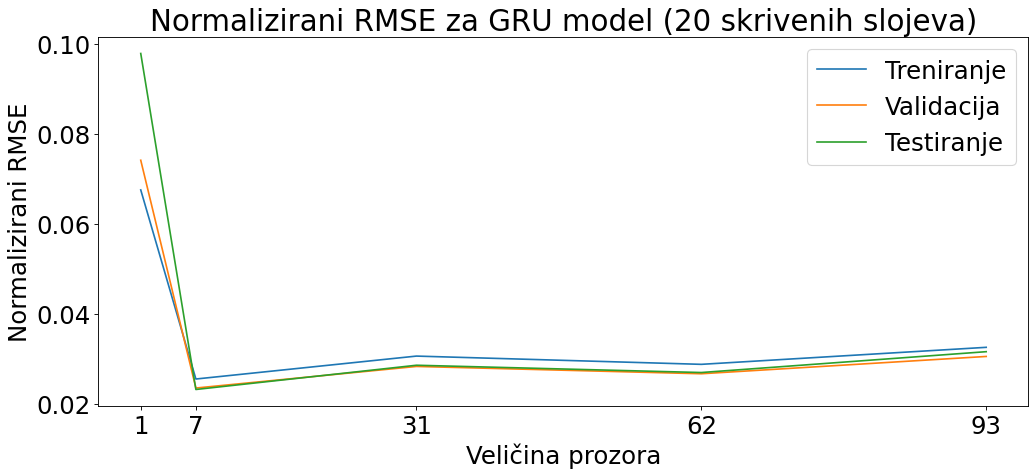 Normalizirani RMSE za GRU model (20 skrivenih slojeva)
Normalizirani RMSE
0.10
0.08
0.06
0.04
0.02
Treniranje
Validacija
Testiranje
1 7 31 62 93
Veličina prozora